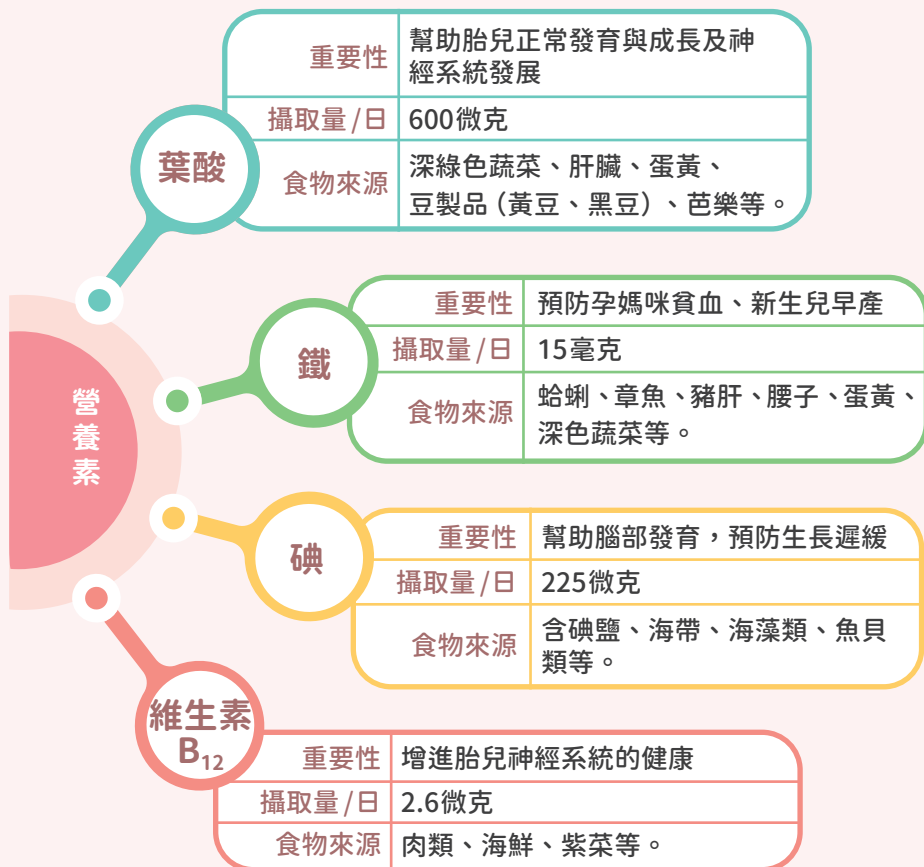 營養素
葉酸
重要性 幫助胎兒正常發育與成長及神
經系統發展
攝取量/日 600微克
食物來源 深綠色蔬菜、肝臟、蛋黃、
豆製品(黃豆、黑豆)、芭樂等。
鐵
重要性 預防孕媽咪貧血、新生兒早產
攝取量/日 15毫克
食物來源 蛤蜊、章魚、豬肝、腰子、蛋黃、
深色蔬菜等。
碘
重要性 幫助腦部發育,預防生長遲緩
攝取量/日 225微克
食物來源 含碘鹽、海帶、海藻類、魚貝
類等。
維生素
B₁₂
重要性 增進胎兒神經系統的健康
攝取量/日 2.6微克
食物來源 肉類、海鮮、紫菜等。